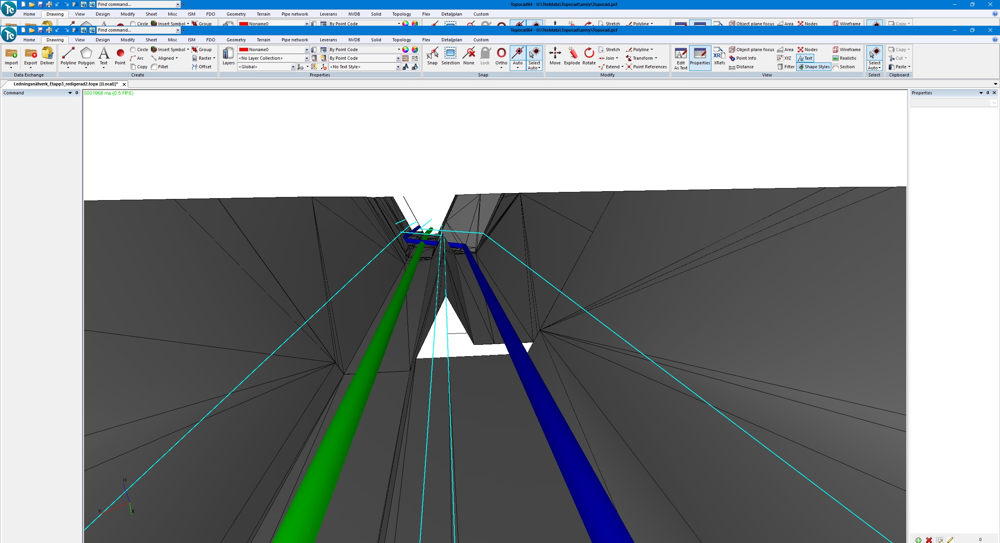 Find command...
Topocad64 - U:\Testdata\Topocad\anny\Topocad.pcf
Home Drawing View Design Modify Sheet Misc ISM FDO Geometry Terrain Pipe network Leverans NVDB Solid Topology Flex Detaljplan Custom
Circle Insert Symbol Group Noname0 By Point Code Stretch Polyline Object plane focus Area Nodes Wireframe Copy
Find command...
Topocad64 - U:\Testdata\Topocad\anny\Topocad.pcf
Home Drawing View Design Modify Sheet Misc ISM FDO Geometry Terrain Pipe network Leverans NVDB Solid Topology Flex Detaljplan Custom
Circle Insert Symbol Group Noname0 By Point Code Stretch Polyline Object plane focus Area Nodes Wireframe Copy
Arc Aligned Raster <No Layer Collection> By Point Code Join Transform Point Info XYZ Text Realistic Cut
Import Export Deliver Polyline Polygon Text Point Layers Snap Selection None Lock Ortho Auto Select Auto Move Explode Rotate Edit As Text Properties XRefs Select Auto
Copy Fillet Offset <Global> <No Text Style> Extend Point References Distance Filter Shape Styles Section Paste
Data Exchange Create Properties Snap Modify View Select Clipboard
Ledningsnätverk_Etapp3_redigerad2.topx [(Local)]*
Command
0001968 ms (0.5 FPS)
Properties
H
Y
X
0